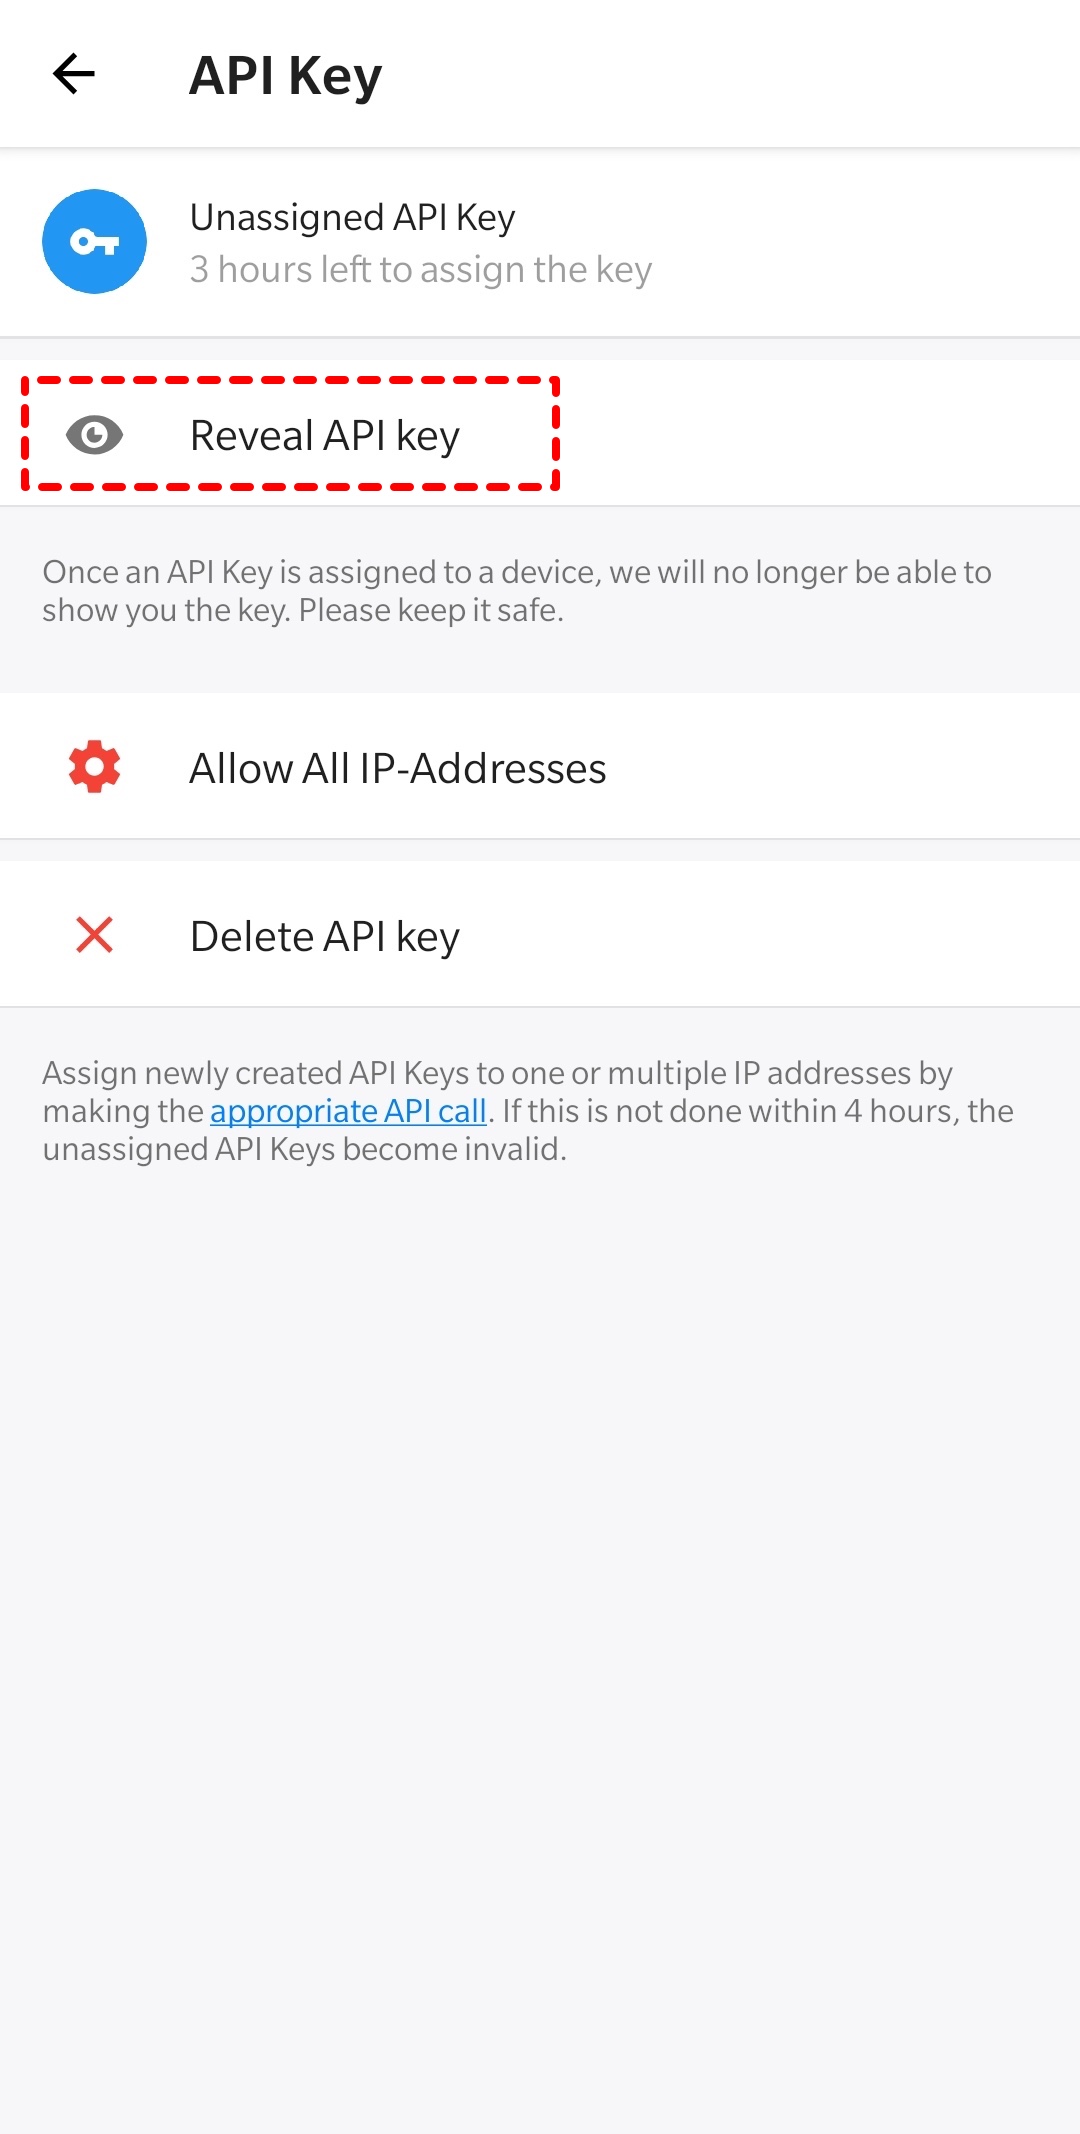 API Key
Unassigned API Key
3 hours left to assign the key
Reveal API key
Once an API Key is assigned to a device, we will no longer be able to
show you the key. Please keep it safe.
Allow All IP-Addresses
Delete API key
Assign newly created API Keys to one or multiple IP addresses by
making the appropriate API call. If this is not done within 4 hours, the
unassigned API Keys become invalid.